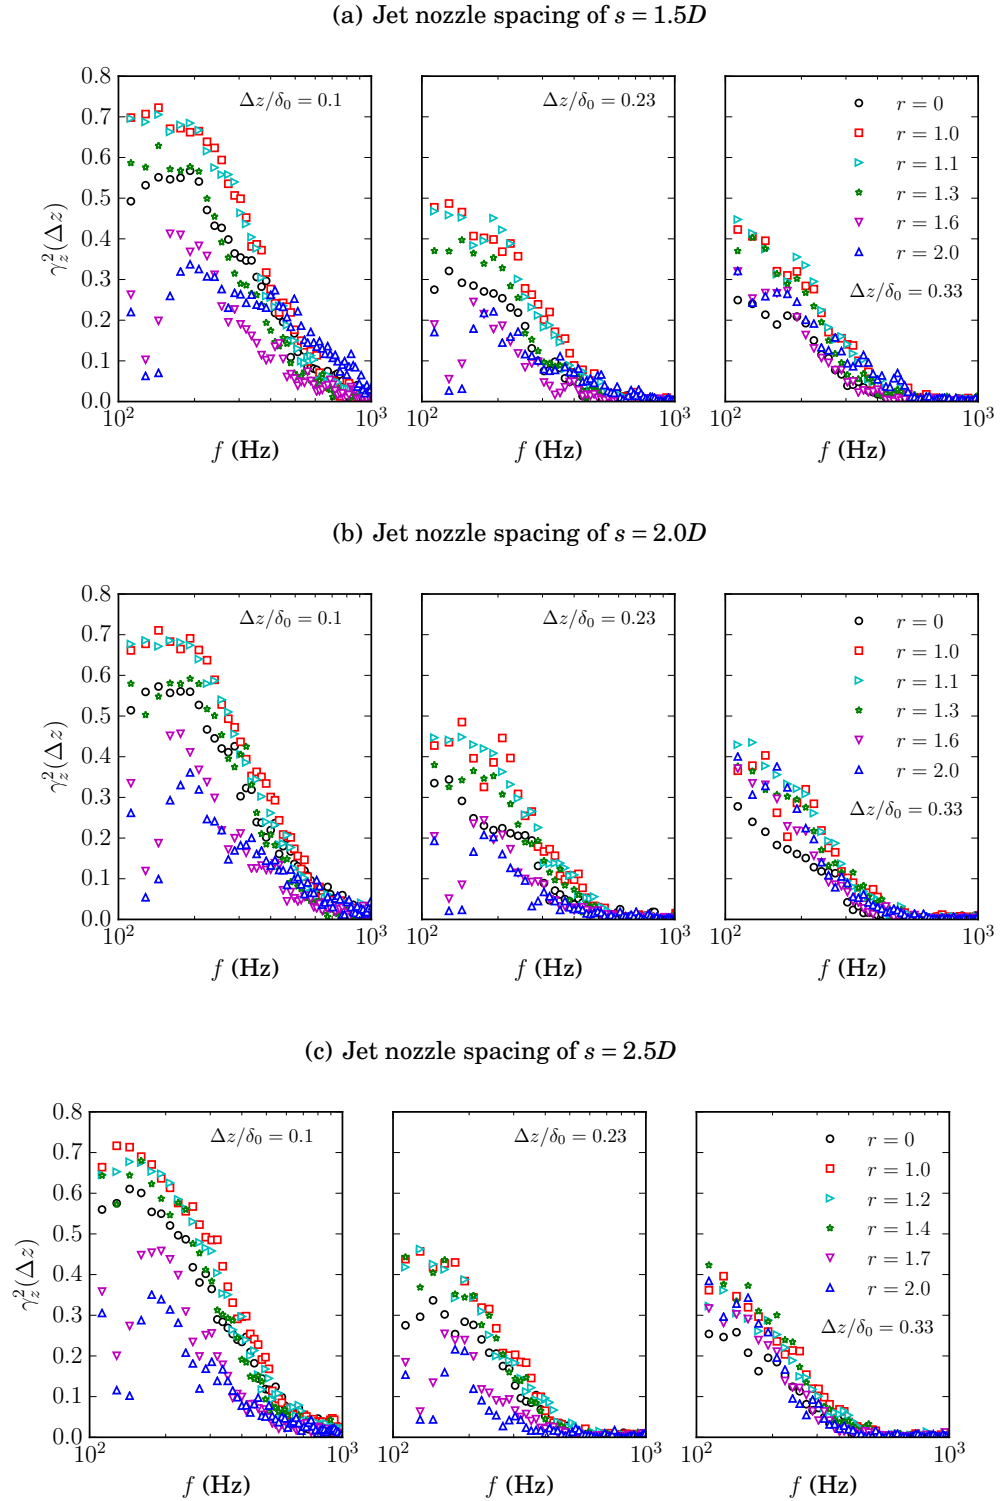 (a) Jet nozzle spacing of s = 1.5D
γ_z^2(Δz)
0.8
0.7
0.6
0.5
0.4
0.3
0.2
0.1
0.0
Δz/δ₀ = 0.1
10² 10³
f (Hz)
Δz/δ₀ = 0.23
10² 10³
f (Hz)
r = 0
r = 1.0
r = 1.1
r = 1.3
r = 1.6
r = 2.0
Δz/δ₀ = 0.33
10² 10³
f (Hz)
(b) Jet nozzle spacing of s = 2.0D
γ_z^2(Δz)
0.8
0.7
0.6
0.5
0.4
0.3
0.2
0.1
0.0
Δz/δ₀ = 0.1
10² 10³
f (Hz)
Δz/δ₀ = 0.23
10² 10³
f (Hz)
r = 0
r = 1.0
r = 1.1
r = 1.3
r = 1.6
r = 2.0
Δz/δ₀ = 0.33
10² 10³
f (Hz)
(c) Jet nozzle spacing of s = 2.5D
γ_z^2(Δz)
0.8
0.7
0.6
0.5
0.4
0.3
0.2
0.1
0.0
Δz/δ₀ = 0.1
10² 10³
f (Hz)
Δz/δ₀ = 0.23
10² 10³
f (Hz)
r = 0
r = 1.0
r = 1.2
r = 1.4
r = 1.7
r = 2.0
Δz/δ₀ = 0.33
10² 10³
f (Hz)